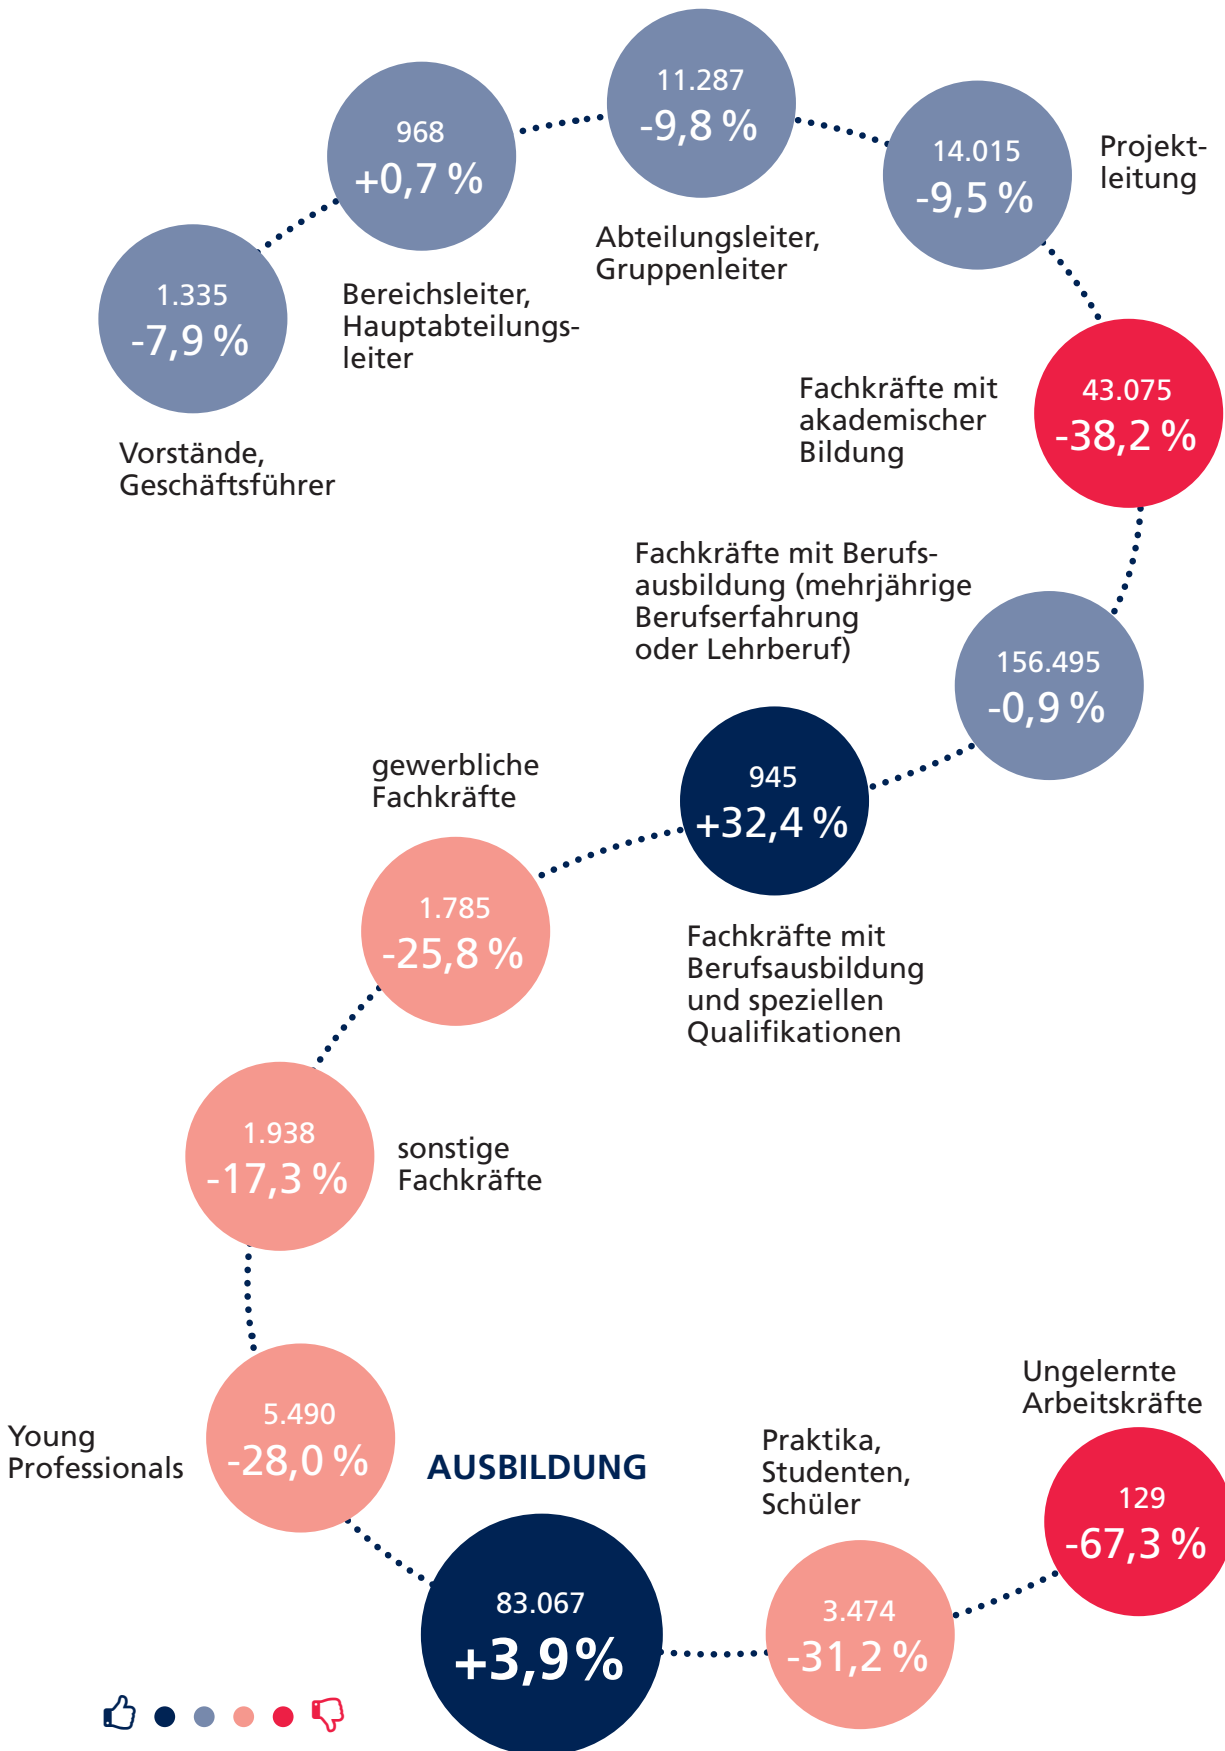 1.335
-7,9 %
Vorstände,
Geschäftsführer
968
+0,7 %
Bereichsleiter,
Hauptabteilungs-
leiter
11.287
-9,8 %
Abteilungsleiter,
Gruppenleiter
14.015
-9,5 %
Projekt-
leitung
Fachkräfte mit
akademischer
Bildung
43.075
-38,2 %
Fachkräfte mit Berufs-
ausbildung (mehrjährige
Berufserfahrung
oder Lehrberuf)
156.495
-0,9 %
945
+32,4 %
Fachkräfte mit
Berufsausbildung
und speziellen
Qualifikationen
gewerbliche
Fachkräfte
1.785
-25,8 %
1.938
-17,3 %
sonstige
Fachkräfte
Young
Professionals
5.490
-28,0 %
AUSBILDUNG
83.067
+3,9 %
Praktika,
Studenten,
Schüler
3.474
-31,2 %
Ungelernte
Arbeitskräfte
129
-67,3 %